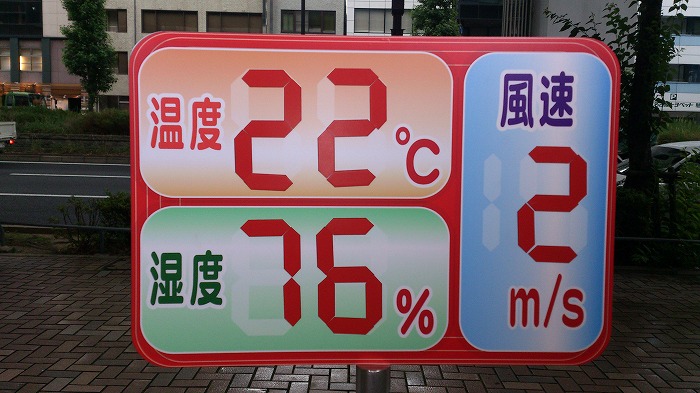 温度 22 ℃
湿度 76 %
風速
2
m/s